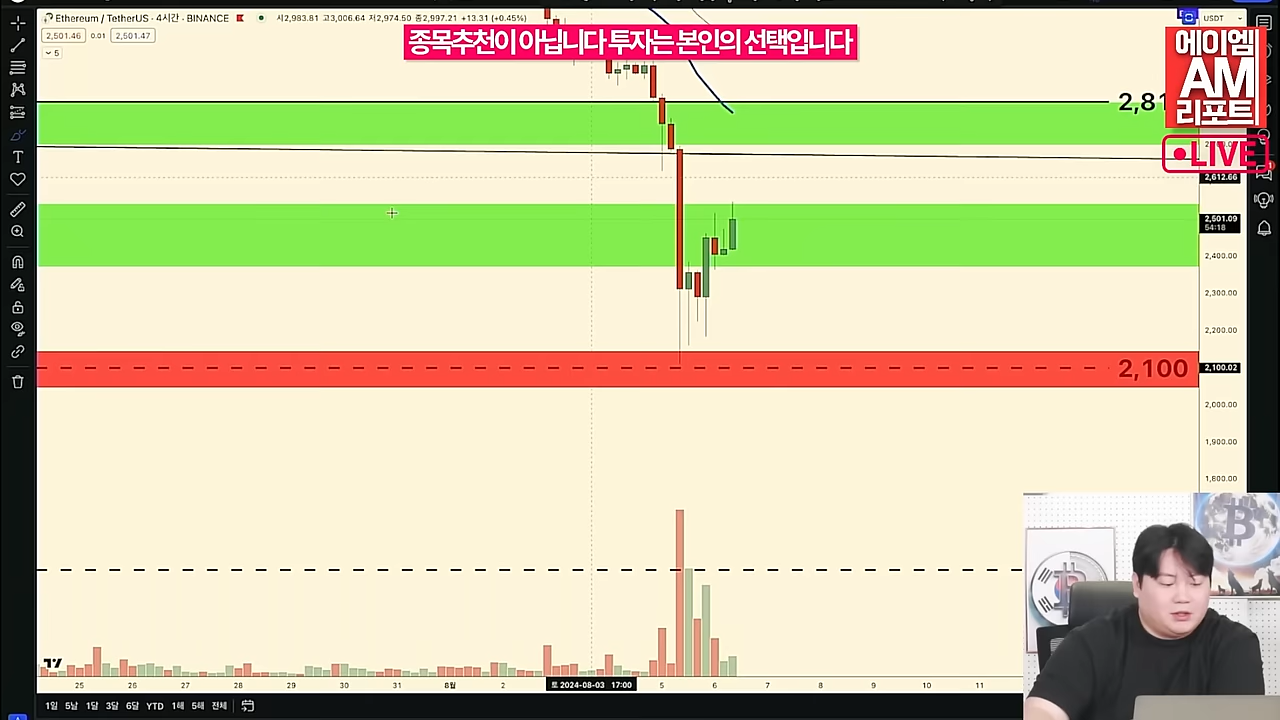 Ethereum / TetherUS · 4시간 · BINANCE 시2,983.81 고3,006.64 저2,974.50 종2,997.21 +13.31 (+0.45%)
USDT
2,501.46 0.01 2,501.47
5
종목추천이 아닙니다 투자는 본인의 선택입니다
에이엠
AM
리포트
LIVE
2,81
2,612.66
2,501.09
54:18
2,400.00
2,300.00
2,200.00
2,100
2,100.02
2,000.00
1,900.00
1,800.00
25 26 27 28 29 30 31 8월 2 토 2024-08-03 17:00 5 6 7 8 9 10 11
1일 5날 1달 3달 6달 YTD 1해 5해 전체